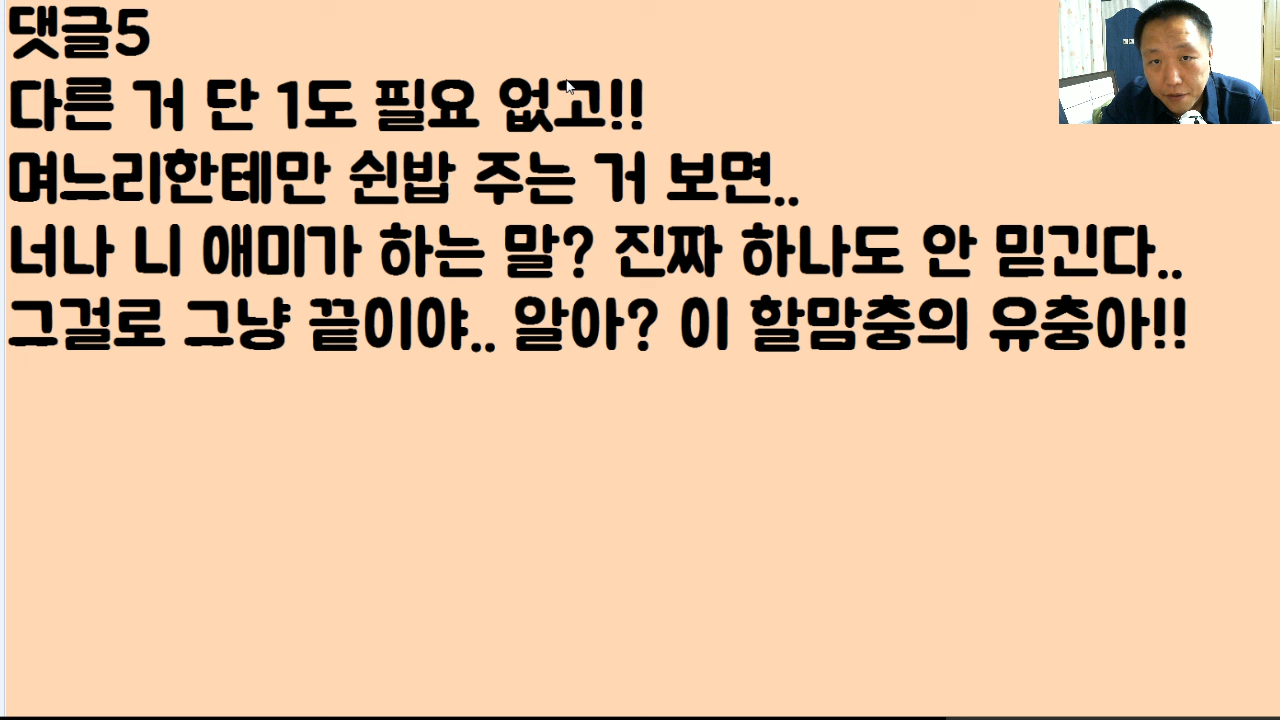 댓글5
다른 거 단 1도 필요 없고!!
며느리한테만 쉰밥 주는 거 보면..
너나 니 애미가 하는 말? 진짜 하나도 안 믿긴다..
그걸로 그냥 끝이야.. 알아? 이 할맘충의 유충아!!